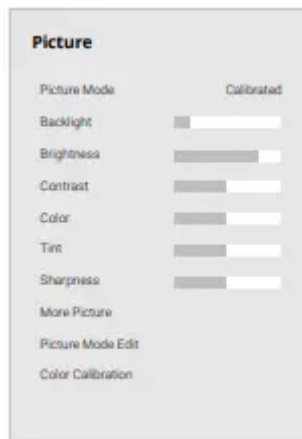 Picture
Picture Mode Calibrated
Backlight
Brightness
Contrast
Color
Tint
Sharpness
More Picture
Picture Mode Edit
Color Calibration